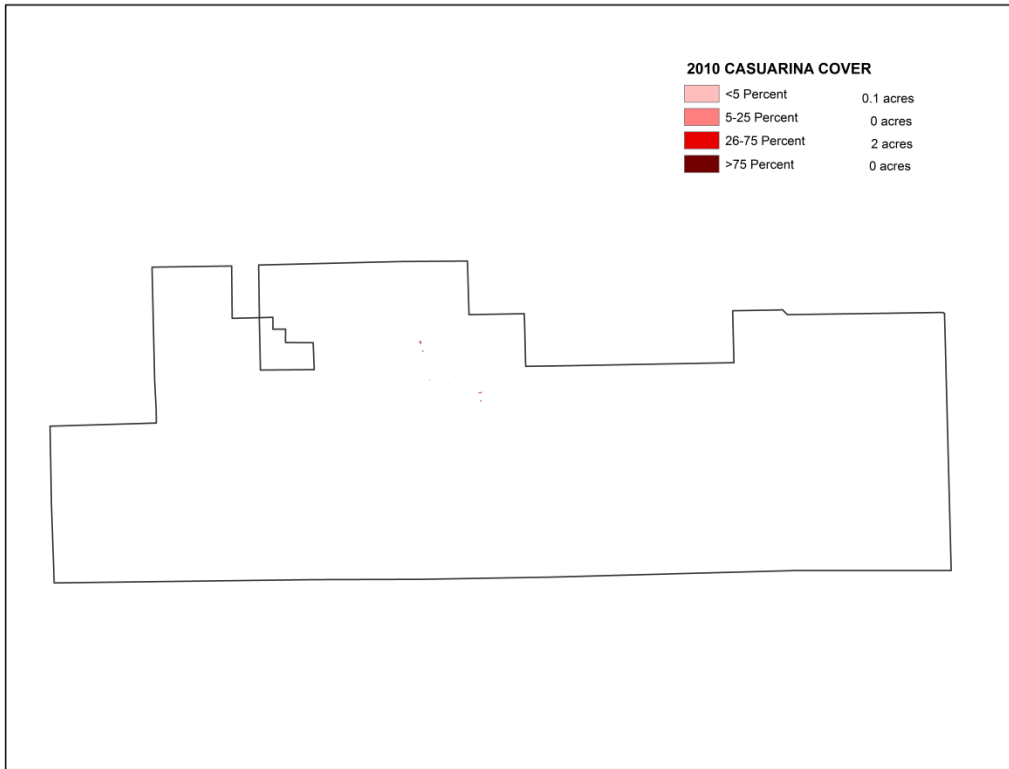 2010 CASUARINA COVER
<5 Percent 0.1 acres
5-25 Percent 0 acres
26-75 Percent 2 acres
>75 Percent 0 acres